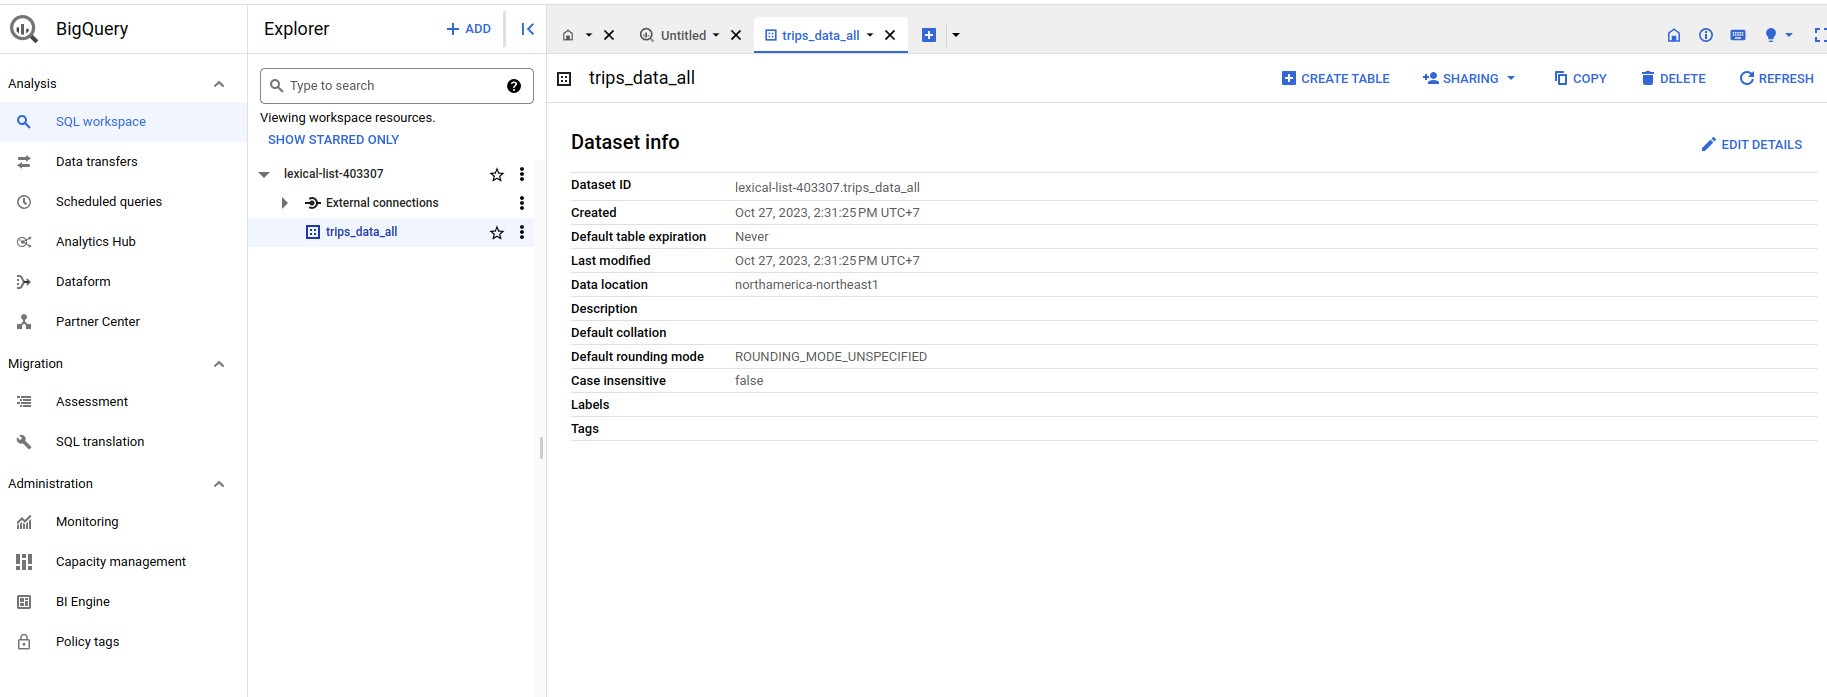 BigQuery
Analysis
SQL workspace
Data transfers
Scheduled queries
Analytics Hub
Dataform
Partner Center
Migration
Assessment
SQL translation
Administration
Monitoring
Capacity management
BI Engine
Policy tags
Explorer
+ ADD
Type to search
Viewing workspace resources.
SHOW STARRED ONLY
lexical-list-403307
External connections
trips_data_all
Untitled
trips_data_all
trips_data_all
CREATE TABLE
SHARING
COPY
DELETE
REFRESH
Dataset info
EDIT DETAILS
Dataset ID lexical-list-403307.trips_data_all
Created Oct 27, 2023, 2:31:25 PM UTC+7
Default table expiration Never
Last modified Oct 27, 2023, 2:31:25 PM UTC+7
Data location northamerica-northeast1
Description
Default collation
Default rounding mode ROUNDING_MODE_UNSPECIFIED
Case insensitive false
Labels
Tags